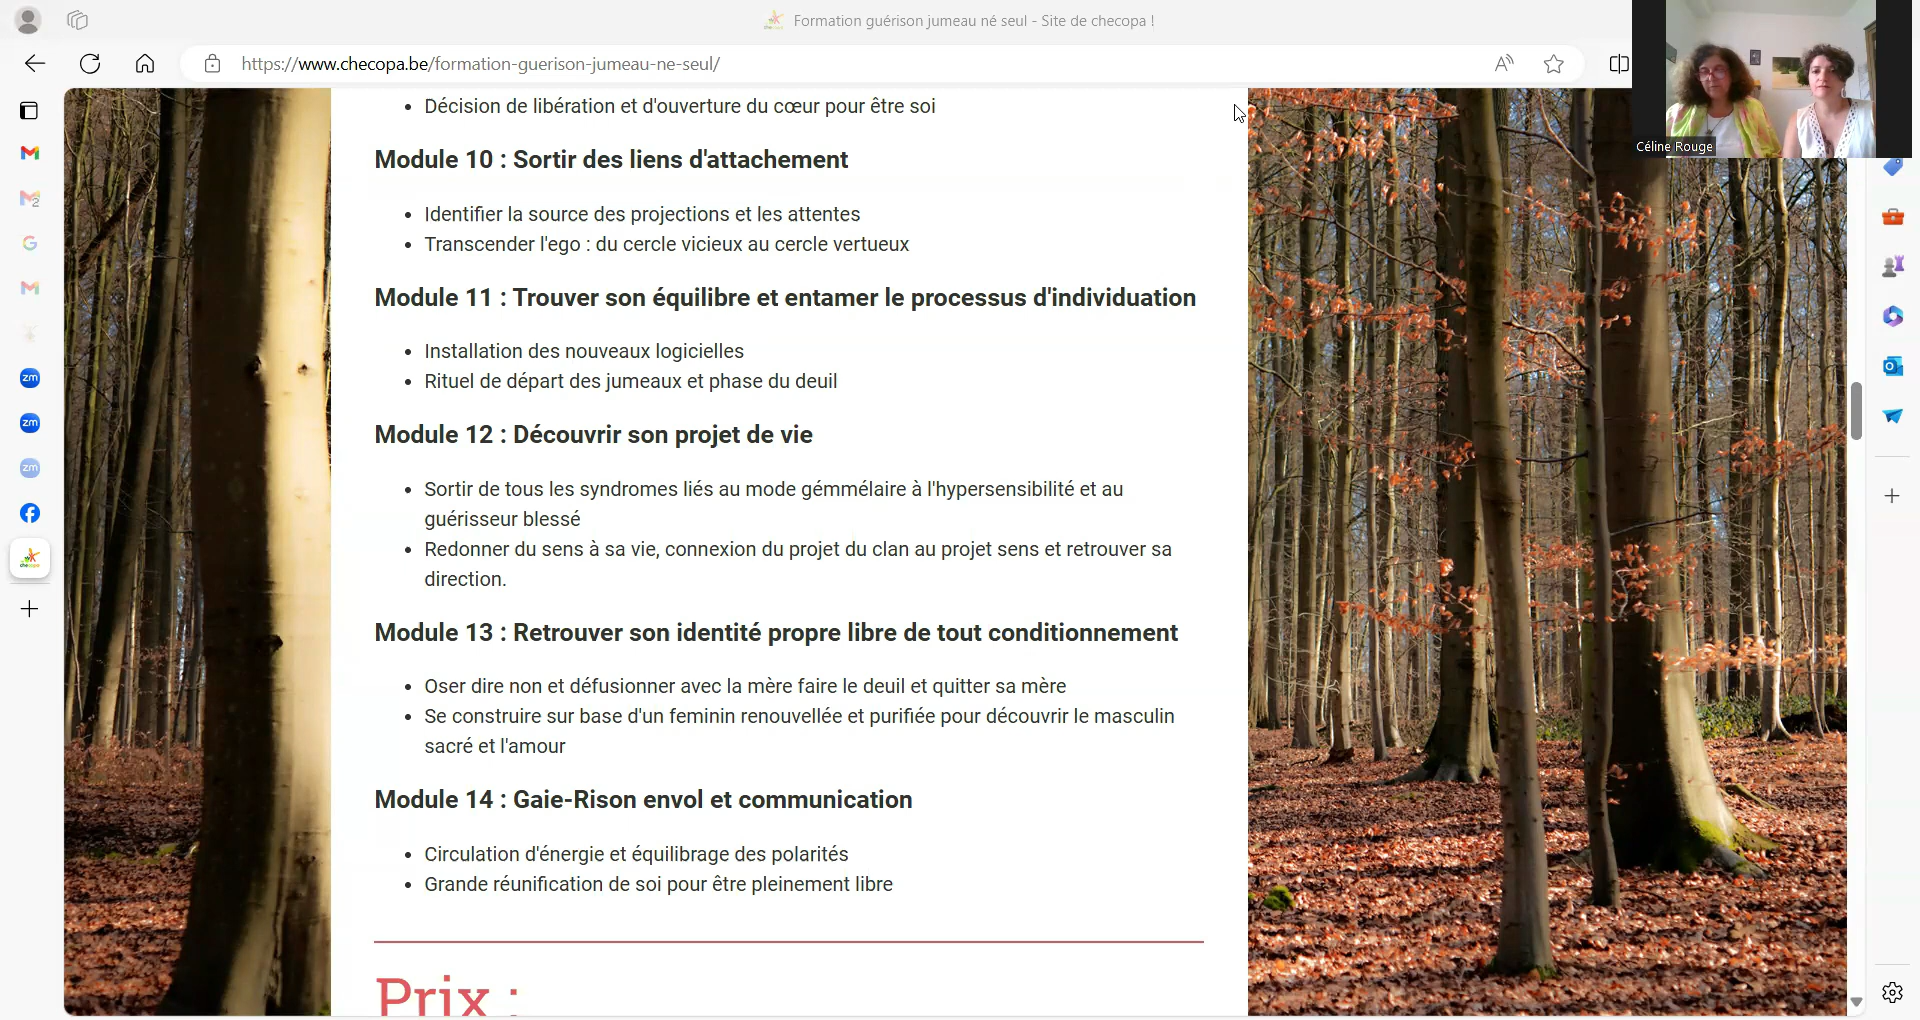 Formation guérison jumeau né seul - Site de checopa !
https://www.checopa.be/formation-guerison-jumeau-ne-seul/
Céline Rouge
Décision de libération et d'ouverture du cœur pour être soi
Module 10 : Sortir des liens d'attachement
Identifier la source des projections et les attentes
Transcender l'ego : du cercle vicieux au cercle vertueux
Module 11 : Trouver son équilibre et entamer le processus d'individuation
Installation des nouveaux logicielles
Rituel de départ des jumeaux et phase du deuil
Module 12 : Découvrir son projet de vie
Sortir de tous les syndromes liés au mode gémmélaire à l'hypersensibilité et au
guérisseur blessé
Redonner du sens à sa vie, connexion du projet du clan au projet sens et retrouver sa
direction.
Module 13 : Retrouver son identité propre libre de tout conditionnement
Oser dire non et défusionner avec la mère faire le deuil et quitter sa mère
Se construire sur base d'un feminin renouvellée et purifiée pour découvrir le masculin
sacré et l'amour
Module 14 : Gaie-Rison envol et communication
Circulation d'énergie et équilibrage des polarités
Grande réunification de soi pour être pleinement libre
Prix :
zm
zm
zm